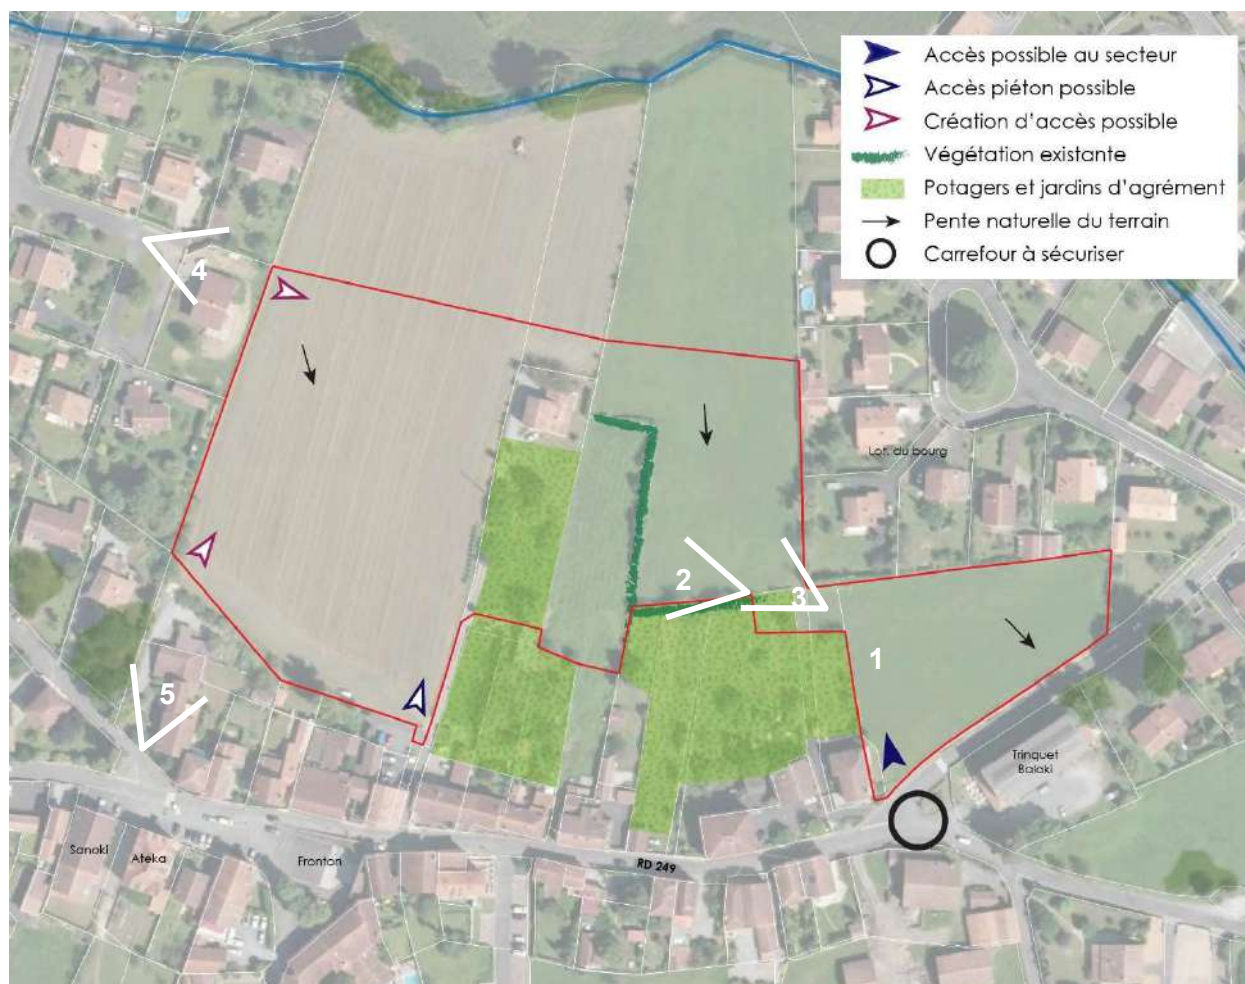 Accès possible au secteur
Accès piéton possible
Création d'accès possible
Végétation existante
Potagers et jardins d'agrément
Pente naturelle du terrain
Carrefour à sécuriser
4
Lot. du bourg
2
3
1
5
Trinquet
Balaki
Sanoki
Ateka
Fronton
RD 249